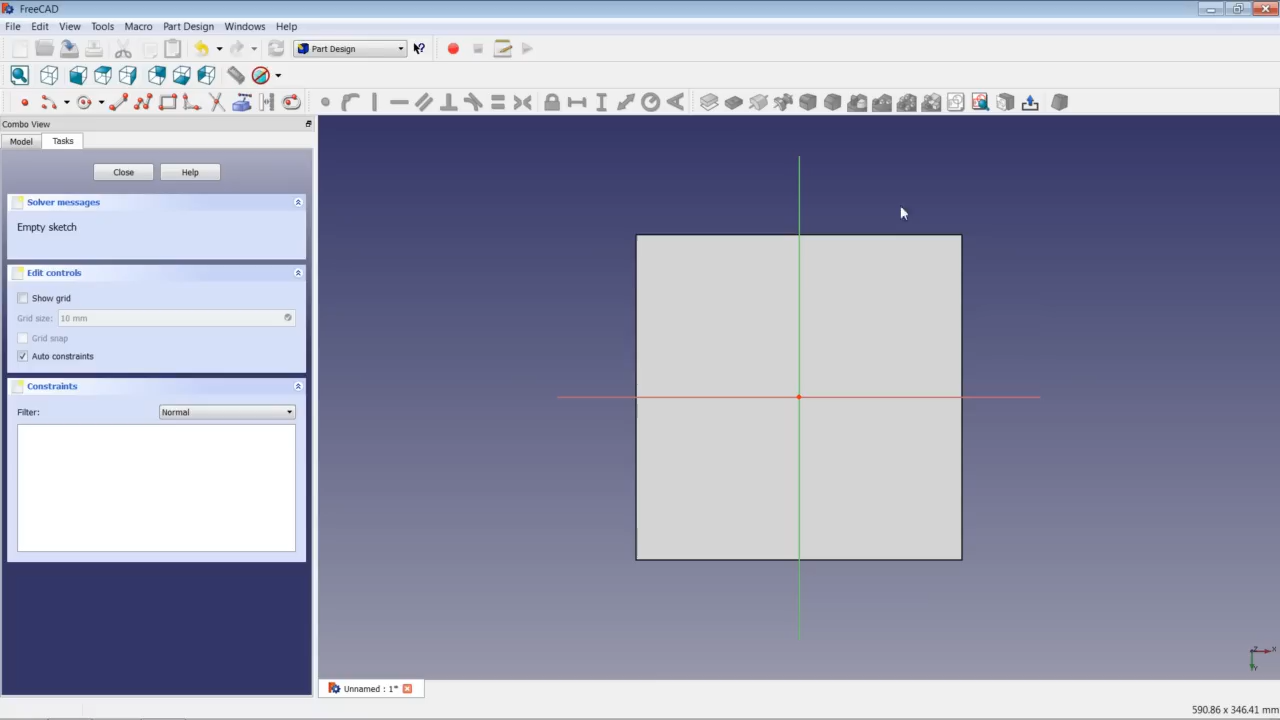 FreeCAD
File Edit View Tools Macro Part Design Windows Help
Part Design
Combo View
Model Tasks
Close Help
Solver messages
Empty sketch
Edit controls
Show grid
Grid size: 10 mm
Grid snap
Auto constraints
Constraints
Filter: Normal
Unnamed : 1*
590.86 x 346.41 mm